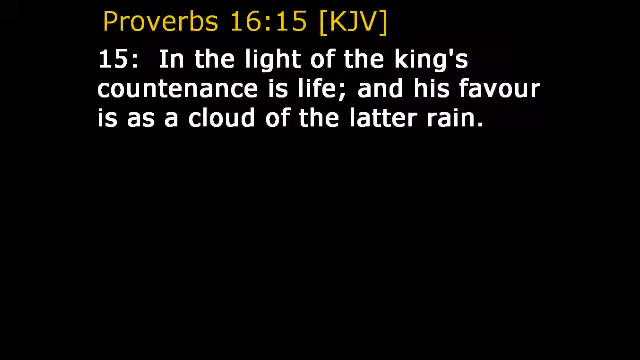 Proverbs 16:15 [KJV]
15:  In the light of the king's
countenance is life; and his favour
is as a cloud of the latter rain.